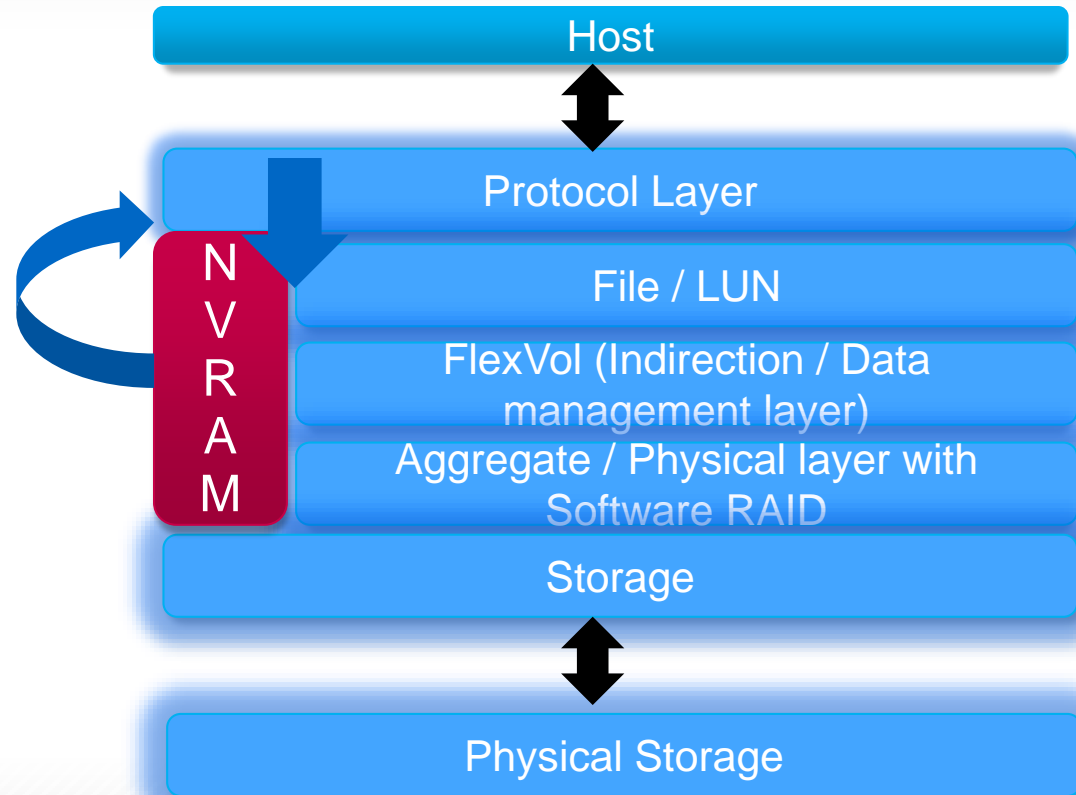 Host
Protocol Layer
N
V
R
A
M
File / LUN
FlexVol (Indirection / Data
management layer)
Aggregate / Physical layer with
Software RAID
Storage
Physical Storage